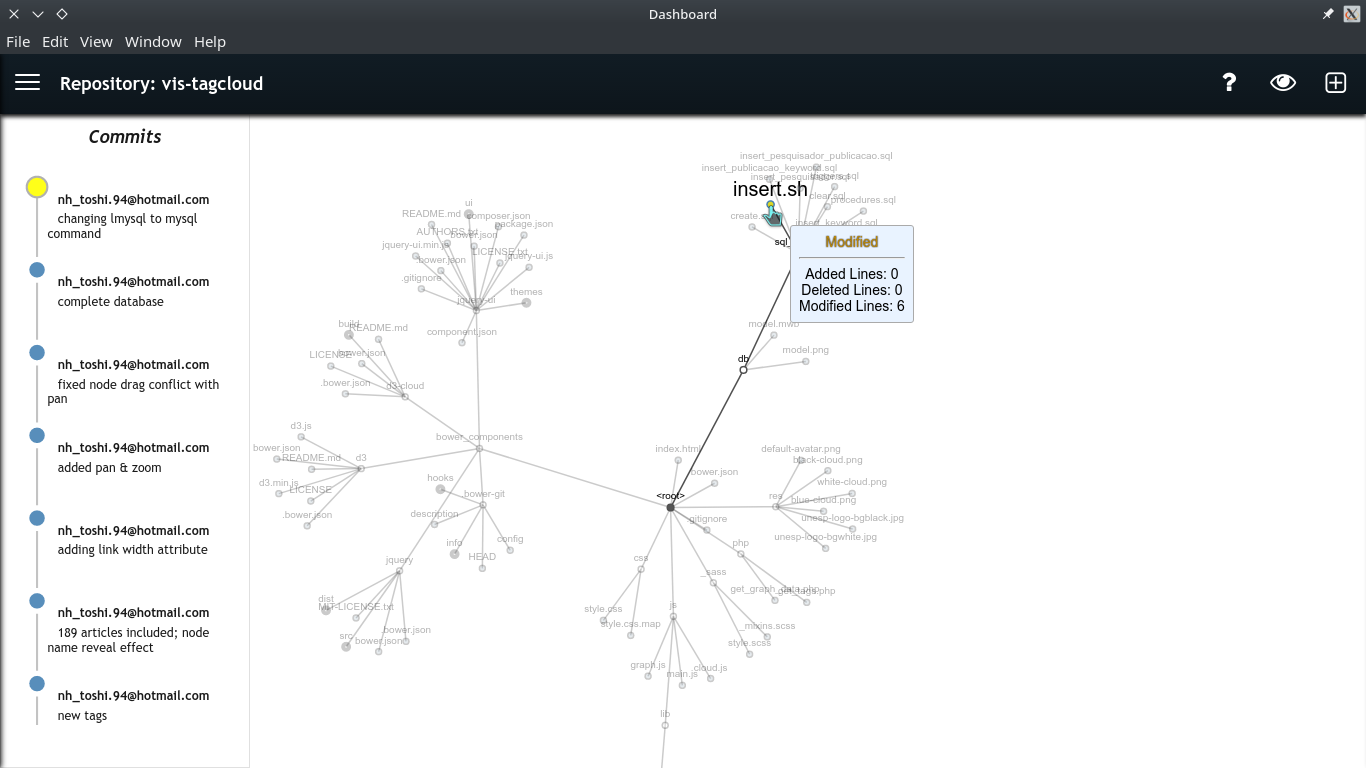 Dashboard
File Edit View Window Help
Repository: vis-tagcloud
?
Commits
nh_toshi.94@hotmail.com
changing lmysql to mysql
command
nh_toshi.94@hotmail.com
complete database
nh_toshi.94@hotmail.com
fixed node drag conflict with
pan
nh_toshi.94@hotmail.com
added pan & zoom
nh_toshi.94@hotmail.com
adding link width attribute
nh_toshi.94@hotmail.com
189 articles included; node
name reveal effect
nh_toshi.94@hotmail.com
new tags
insert_pesquisador_publicacao.sql
insert_publicacao_keyword.sql
insert.sh
clear.sql
procedures.sql
insert_keyword.sql
Modified
Added Lines: 0
Deleted Lines: 0
Modified Lines: 6
model.mwb
model.png
db
ui
README.md
composer.json
package.json
AUTHORS.txt
bower.json
jquery-ui.min.js
LICENSE.txt
jquery-ui.js
.bower.json
.gitignore
themes
jquery-ui
component.json
build
README.md
LICENSE
bower.json
.bower.json
d3-cloud
d3.js
bower_components
bower.json
README.md
d3
d3.min.js
LICENSE
.bower.json
hooks
bower-git
description
info
HEAD
config
jquery
dist
MIT-LICENSE.txt
src
bower.json
.bower.json
index.html
bower.json
<root>
.gitignore
default-avatar.png
black-cloud.png
white-cloud.png
res
blue-cloud.png
unesp-logo-bgblack.jpg
unesp-logo-bgwhite.jpg
php
css
_sass
get_graph_data.php
get_tags.php
style.css
style.css.map
js
_mixins.scss
style.scss
graph.js
main.js
cloud.js
lib